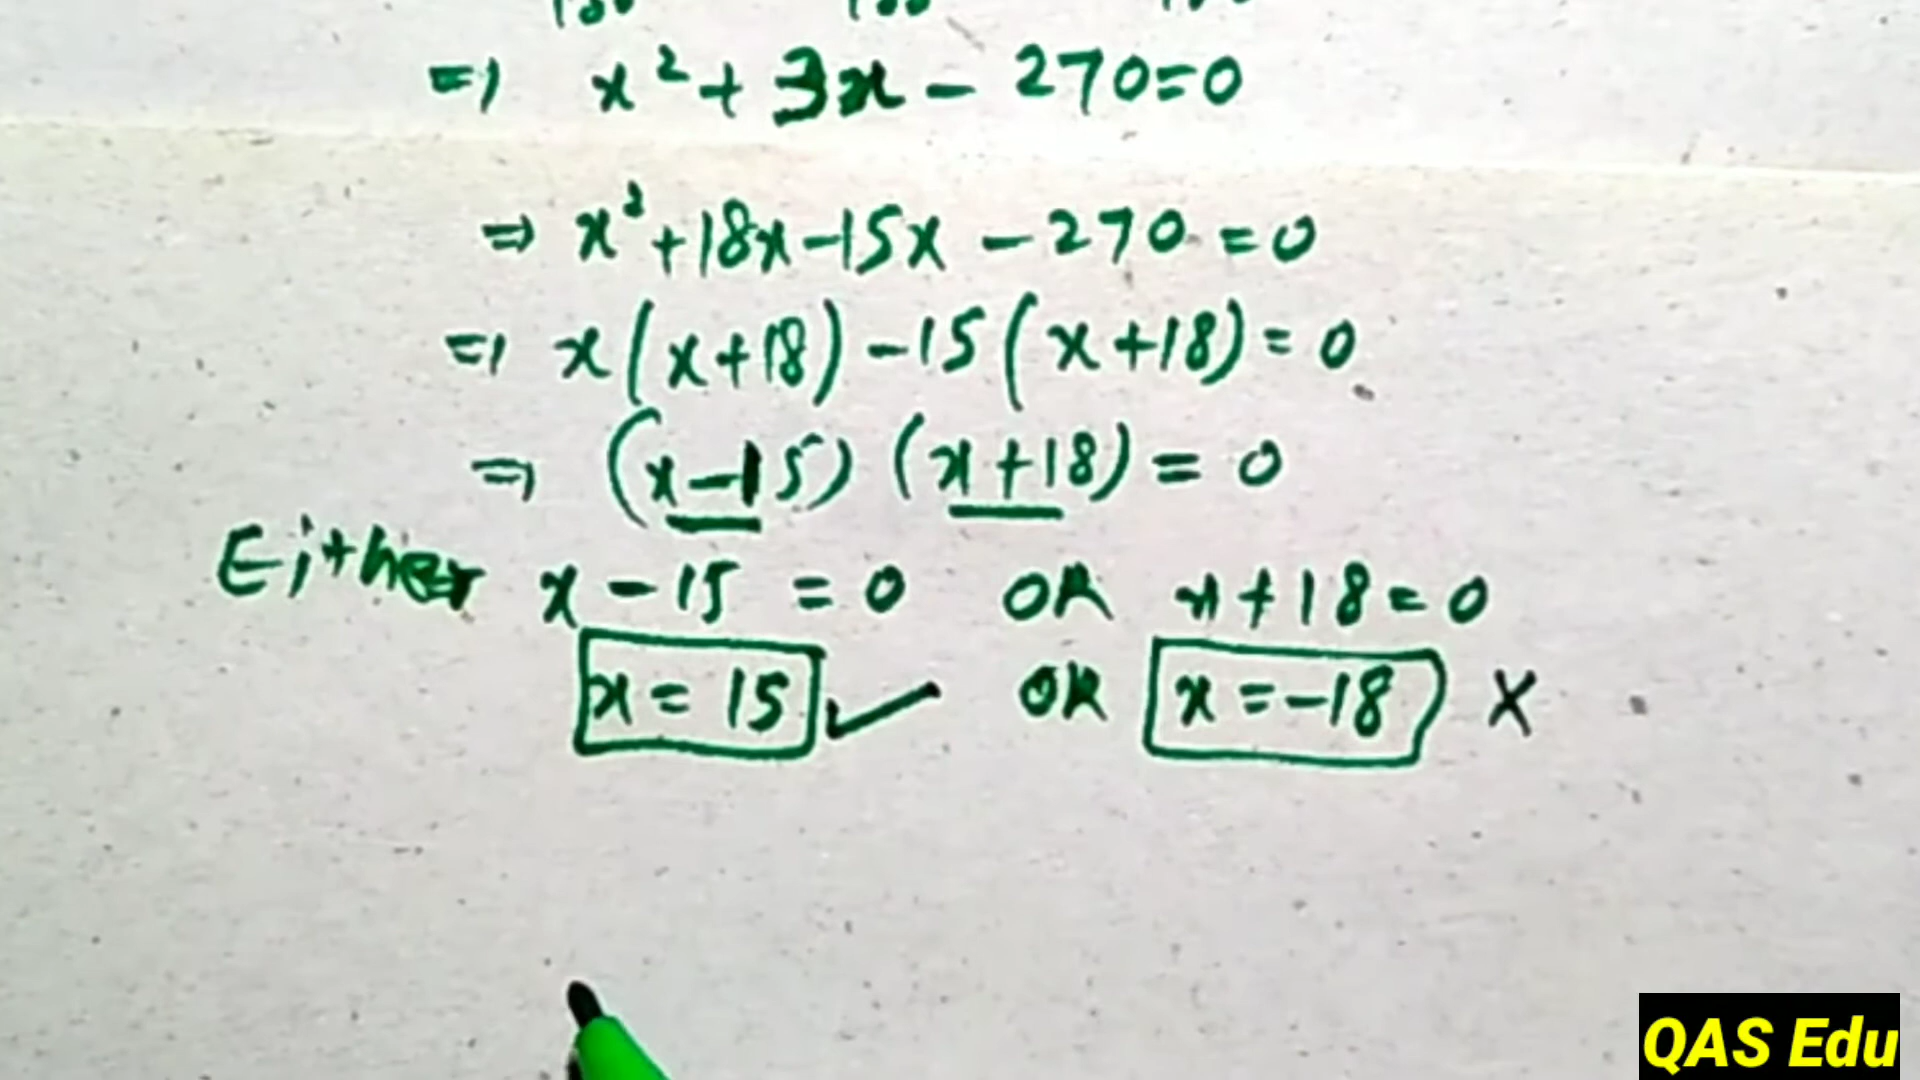 => x² + 3x - 270=0
=> x² +18x-15x - 270 = 0
=> x(x+18) -15(x+18) = 0
=> (x-15) (x+18) = 0
Either x - 15 = 0 OR x+18=0
x = 15 ✓ OR x = -18 X
QAS Edu